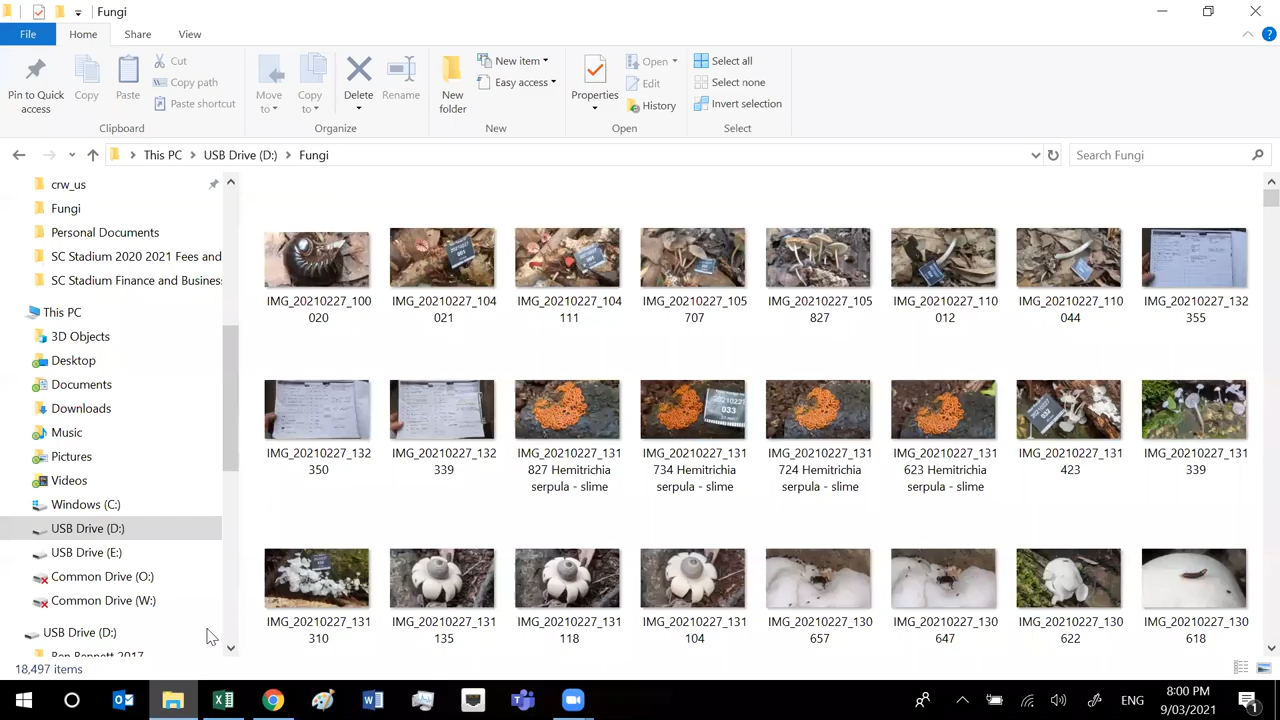 Fungi
File Home Share View
Pin to Quick access
Copy
Paste
Cut
Copy path
Paste shortcut
Clipboard
Move to
Copy to
Delete
Rename
Organize
New folder
New item
Easy access
New
Properties
Open
Edit
History
Open
Select all
Select none
Invert selection
Select
This PC USB Drive (D:) Fungi
Search Fungi
crw_us
Fungi
Personal Documents
SC Stadium 2020 2021 Fees and
SC Stadium Finance and Business
This PC
3D Objects
Desktop
Documents
Downloads
Music
Pictures
Videos
Windows (C:)
USB Drive (D:)
USB Drive (E:)
Common Drive (O:)
Common Drive (W:)
USB Drive (D:)
Ben Bennett 2017
IMG_20210227_100
020
IMG_20210227_104
021
IMG_20210227_104
111
IMG_20210227_105
707
IMG_20210227_105
827
IMG_20210227_110
012
IMG_20210227_110
044
IMG_20210227_132
355
20210227
033
IMG_20210227_132
350
IMG_20210227_132
339
IMG_20210227_131
827 Hemitrichia
serpula - slime
IMG_20210227_131
734 Hemitrichia
serpula - slime
IMG_20210227_131
724 Hemitrichia
serpula - slime
IMG_20210227_131
623 Hemitrichia
serpula - slime
IMG_20210227_131
423
IMG_20210227_131
339
IMG_20210227_131
310
IMG_20210227_131
135
IMG_20210227_131
118
IMG_20210227_131
104
IMG_20210227_130
657
IMG_20210227_130
647
IMG_20210227_130
622
IMG_20210227_130
618
18,497 items
ENG
8:00 PM
9/03/2021
1